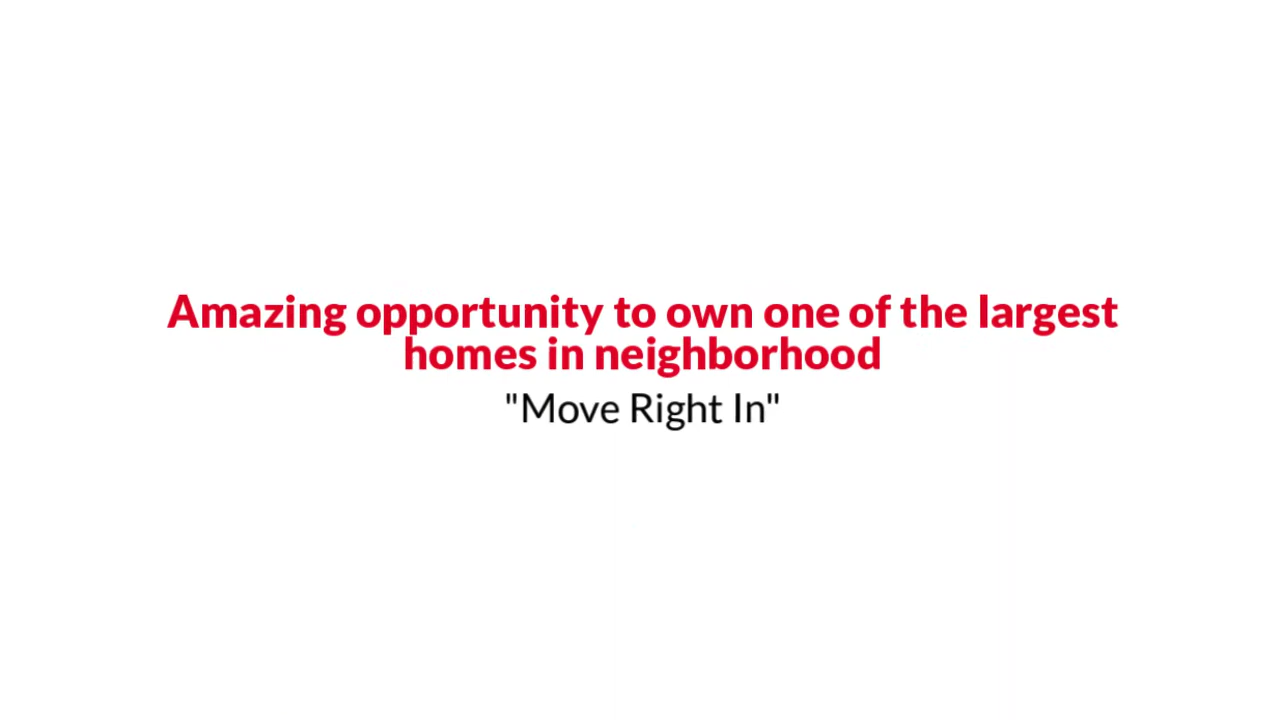 Amazing opportunity to own one of the largest
homes in neighborhood
"Move Right In"